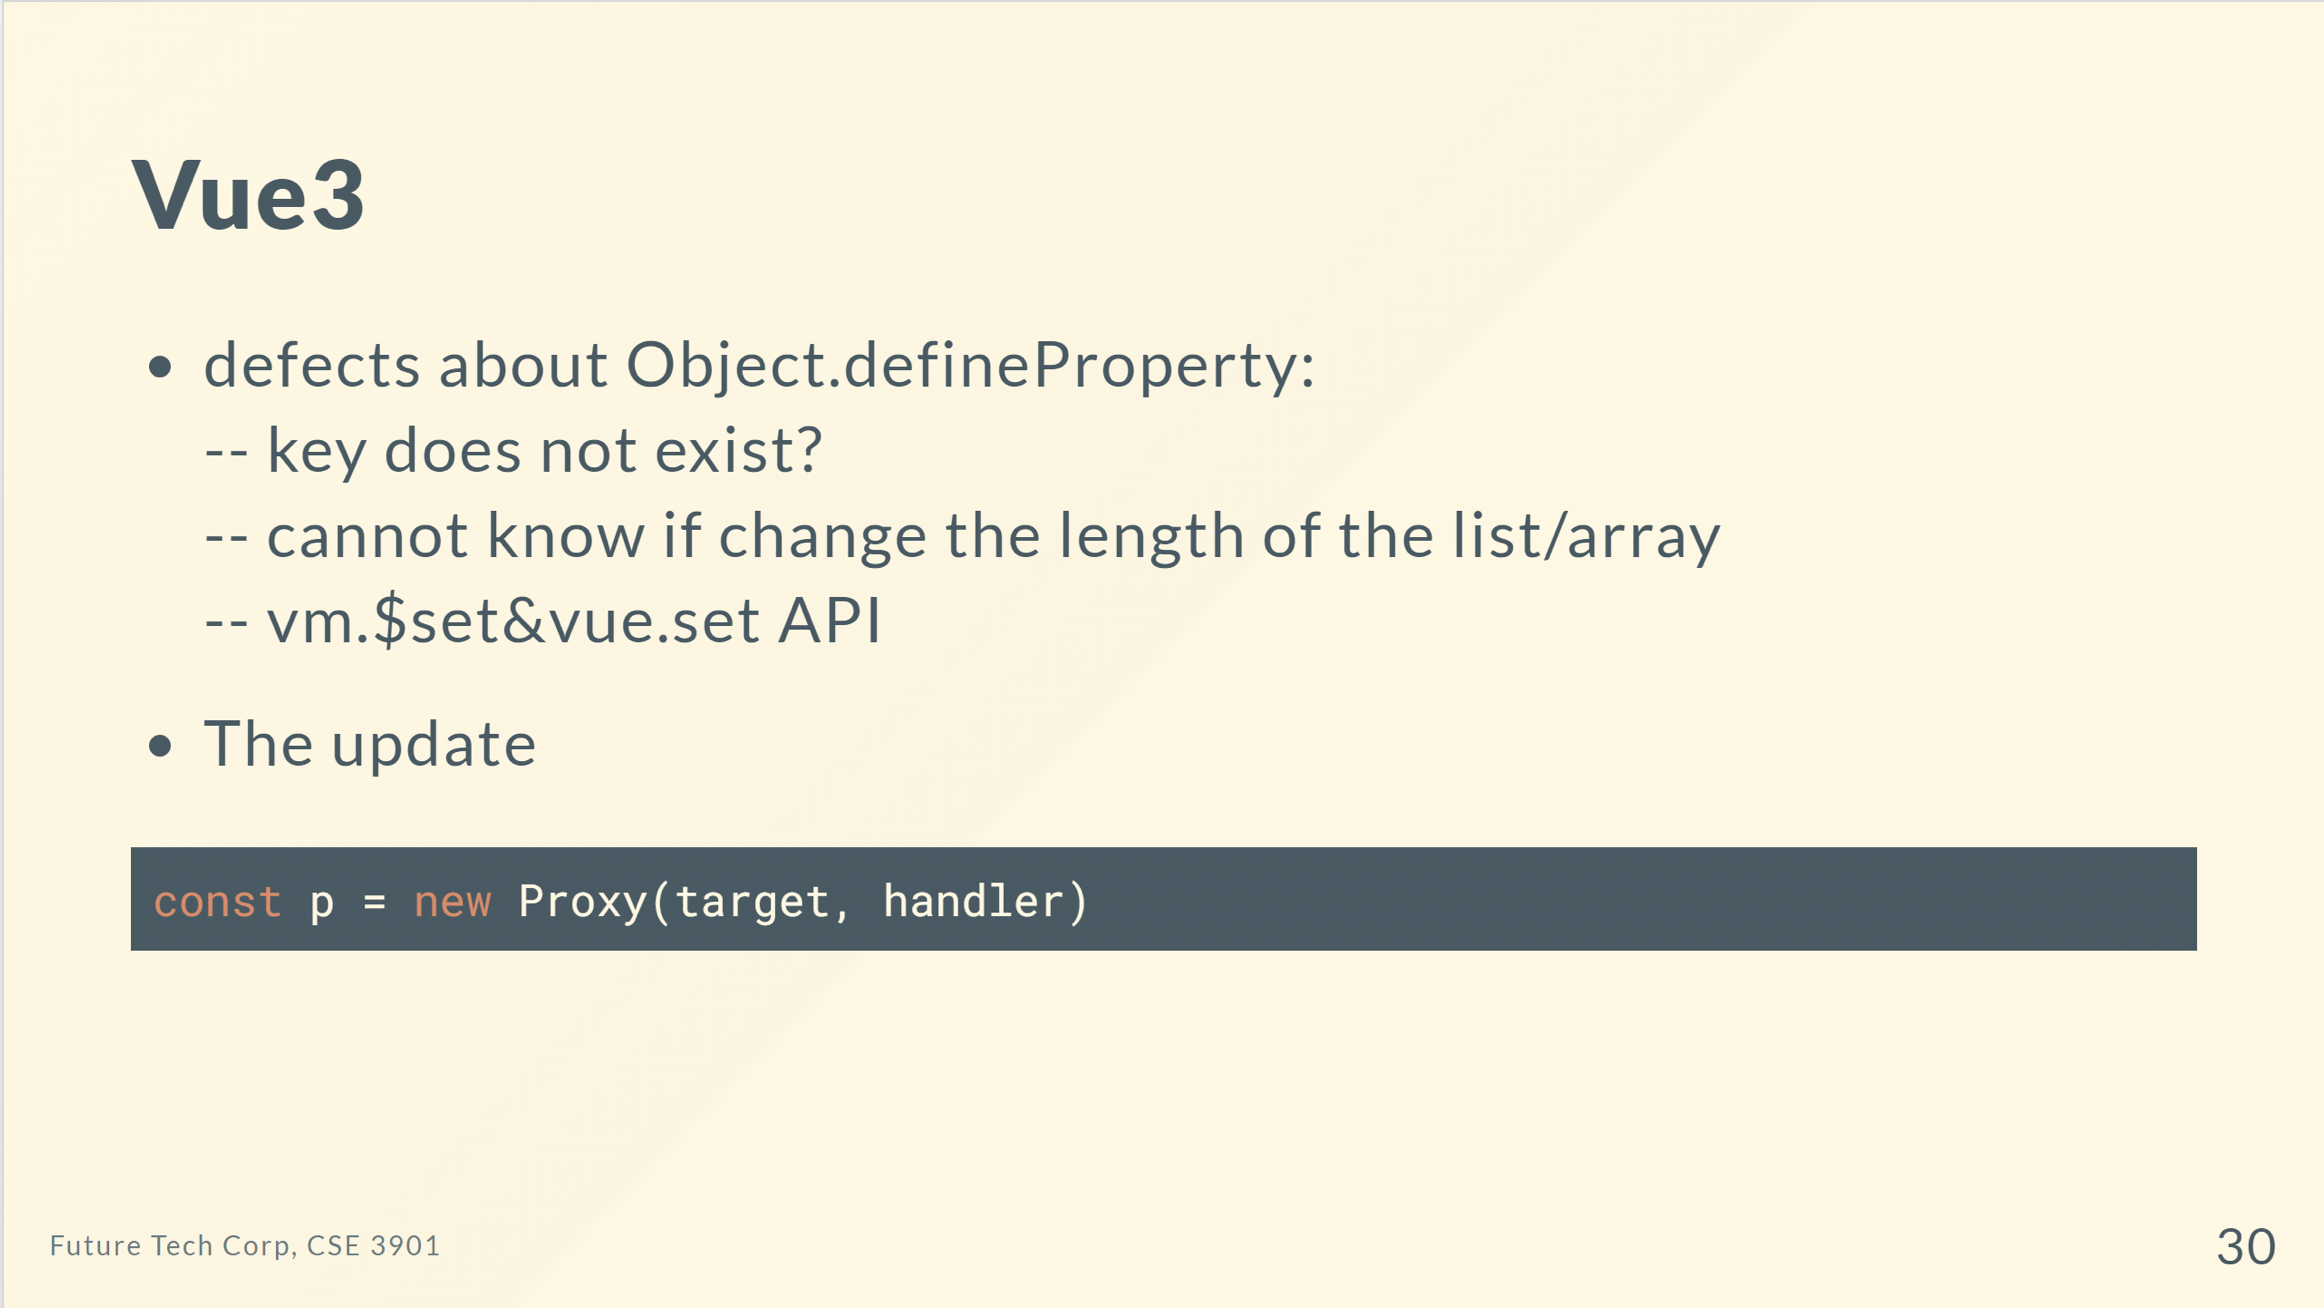 Vue3
• defects about Object.defineProperty:
-- key does not exist?
-- cannot know if change the length of the list/array
-- vm.$set&vue.set API
• The update
const p = new Proxy(target, handler)
Future Tech Corp, CSE 3901
30